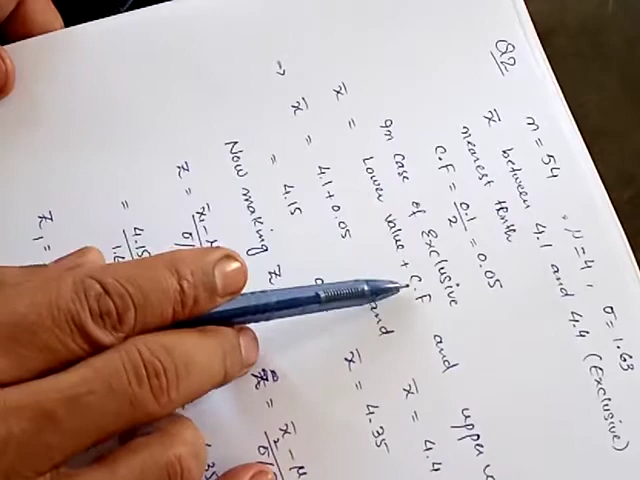 Q2
n = 54 , μ = 4 , σ = 1.63
x̄ between 4.1 and 4.4 (Exclusive)
nearest tenth
C.F = 0.1/2 = 0.05
In case of Exclusive and upper
x̄ = Lower value + C.F x̄ = 4.4
⇒ x̄ = 4.1 + 0.05 and x̄ = 4.35
= 4.15
Now making Z
Z = x̄₁ - μ Z = x̄₂ - μ
= 4.15
Z₁ =